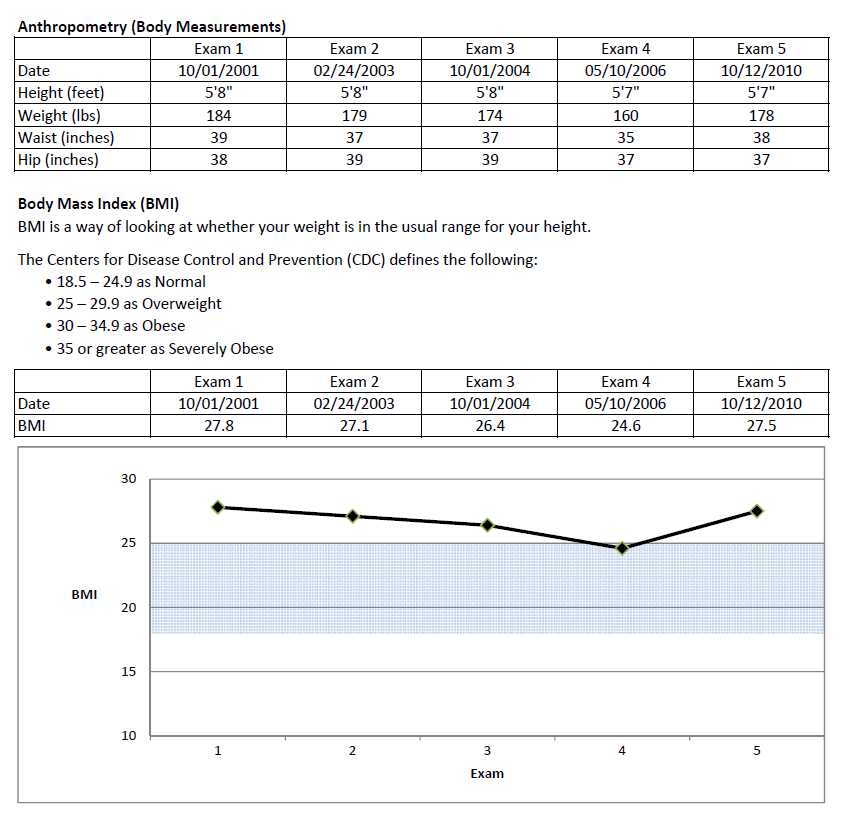 Anthropometry (Body Measurements)
Exam 1 Exam 2 Exam 3 Exam 4 Exam 5
Date 10/01/2001 02/24/2003 10/01/2004 05/10/2006 10/12/2010
Height (feet) 5'8" 5'8" 5'8" 5'7" 5'7"
Weight (lbs) 184 179 174 160 178
Waist (inches) 39 37 37 35 38
Hip (inches) 38 39 39 37 37
Body Mass Index (BMI)
BMI is a way of looking at whether your weight is in the usual range for your height.
The Centers for Disease Control and Prevention (CDC) defines the following:
• 18.5 – 24.9 as Normal
• 25 – 29.9 as Overweight
• 30 – 34.9 as Obese
• 35 or greater as Severely Obese
Exam 1 Exam 2 Exam 3 Exam 4 Exam 5
Date 10/01/2001 02/24/2003 10/01/2004 05/10/2006 10/12/2010
BMI 27.8 27.1 26.4 24.6 27.5
30
25
BMI
20
15
10
1 2 3 4 5
Exam